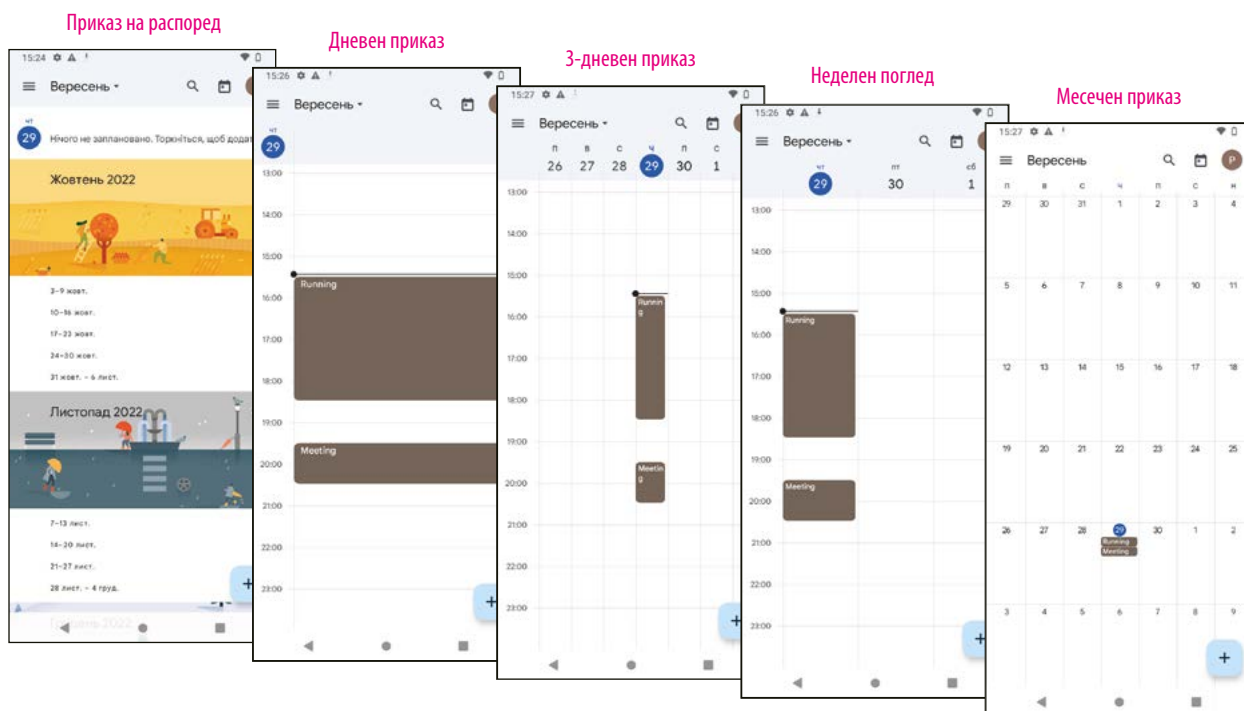 Приказ на распоред
15:24
Вересень
чт
29 Нічого не заплановано. Торкніться, щоб додат
Жовтень 2022
3–9 жовт.
10–16 жовт.
17–23 жовт.
24–30 жовт.
31 жовт. – 6 лист.
Листопад 2022
7–13 лист.
14–20 лист.
21–27 лист.
28 лист. – 4 груд.
Дневен приказ
15:26
Вересень
чт
29
13:00
14:00
15:00
Running
16:00
17:00
18:00
19:00
Meeting
20:00
21:00
22:00
23:00
3-дневен приказ
15:27
Вересень
п в с ч п с
26 27 28 29 30 1
13:00
14:00
15:00
Runnin
g
16:00
17:00
18:00
19:00
Meetin
g
20:00
21:00
22:00
23:00
Неделен поглед
15:26
Вересень
чт пт сб
29 30 1
13:00
14:00
15:00
Running
16:00
17:00
18:00
19:00
Meeting
20:00
21:00
22:00
23:00
Месечен приказ
15:27
Вересень
P
п в с ч п с н
29 30 31 1 2 3 4
5 6 7 8 9 10 11
12 13 14 15 16 17 18
19 20 21 22 23 24 25
26 27 28 29 30 1 2
Running
Meeting
3 4 5 6 7 8 9